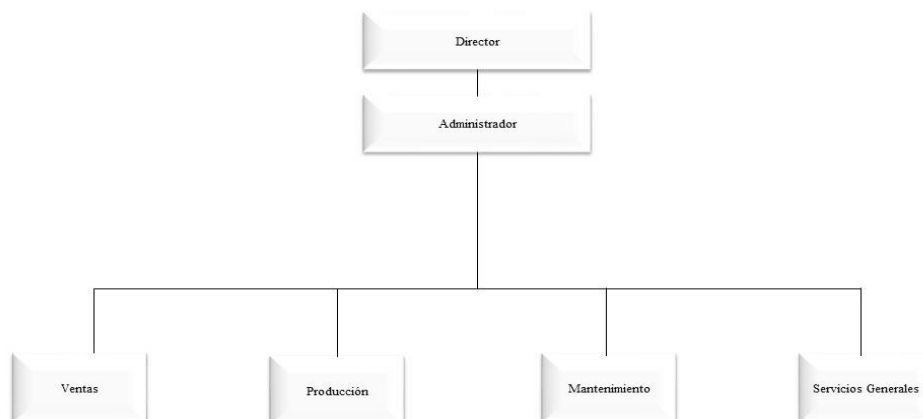 Director
Administrador
Ventas
Producción
Mantenimiento
Servicios Generales